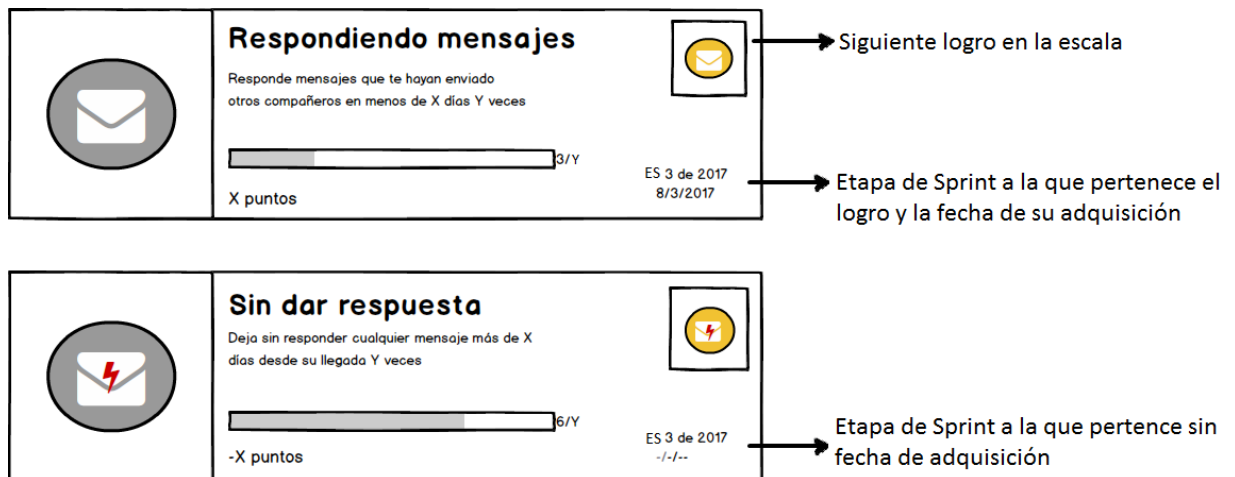 Respondiendo mensajes
Responde mensajes que te hayan enviado
otros compañeros en menos de X días Y veces
3/Y
X puntos
ES 3 de 2017
8/3/2017
Siguiente logro en la escala
Etapa de Sprint a la que pertenece el
logro y la fecha de su adquisición
Sin dar respuesta
Deja sin responder cualquier mensaje más de X
días desde su llegada Y veces
6/Y
-X puntos
ES 3 de 2017
-/-/--
Etapa de Sprint a la que pertence sin
fecha de adquisición